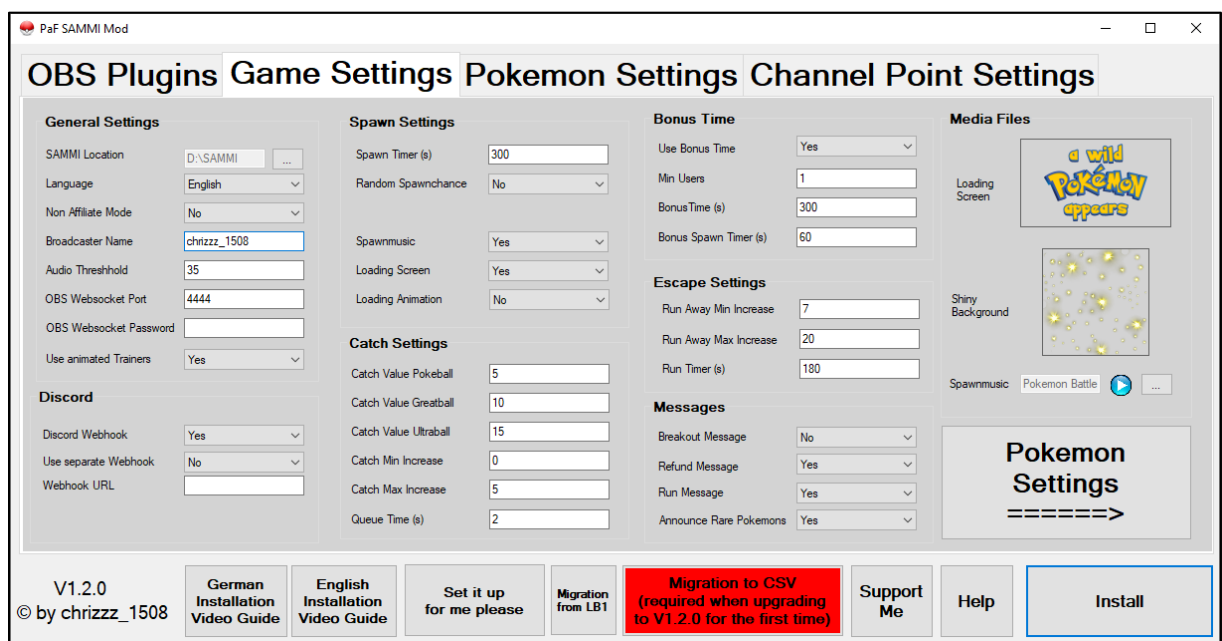 PaF SAMMI Mod
OBS Plugins Game Settings Pokemon Settings Channel Point Settings
General Settings
SAMMI Location D:\SAMMI ...
Language English
Non Affiliate Mode No
Broadcaster Name chrizzz_1508
Audio Threshhold 35
OBS Websocket Port 4444
OBS Websocket Password
Use animated Trainers Yes
Discord
Discord Webhook Yes
Use separate Webhook No
Webhook URL
Spawn Settings
Spawn Timer (s) 300
Random Spawnchance No
Spawnmusic Yes
Loading Screen Yes
Loading Animation No
Catch Settings
Catch Value Pokeball 5
Catch Value Greatball 10
Catch Value Ultraball 15
Catch Min Increase 0
Catch Max Increase 5
Queue Time (s) 2
Bonus Time
Use Bonus Time Yes
Min Users 1
BonusTime (s) 300
Bonus Spawn Timer (s) 60
Escape Settings
Run Away Min Increase 7
Run Away Max Increase 20
Run Timer (s) 180
Messages
Breakout Message No
Refund Message Yes
Run Message Yes
Announce Rare Pokemons Yes
Media Files
Loading
Screen
a wild
POKéMON
appears
Shiny
Background
Spawnmusic Pokemon Battle ...
Pokemon
Settings
======>
V1.2.0
© by chrizzz_1508
German
Installation
Video Guide
English
Installation
Video Guide
Set it up
for me please
Migration
from LB1
Migration to CSV
(required when upgrading
to V1.2.0 for the first time)
Support
Me
Help
Install